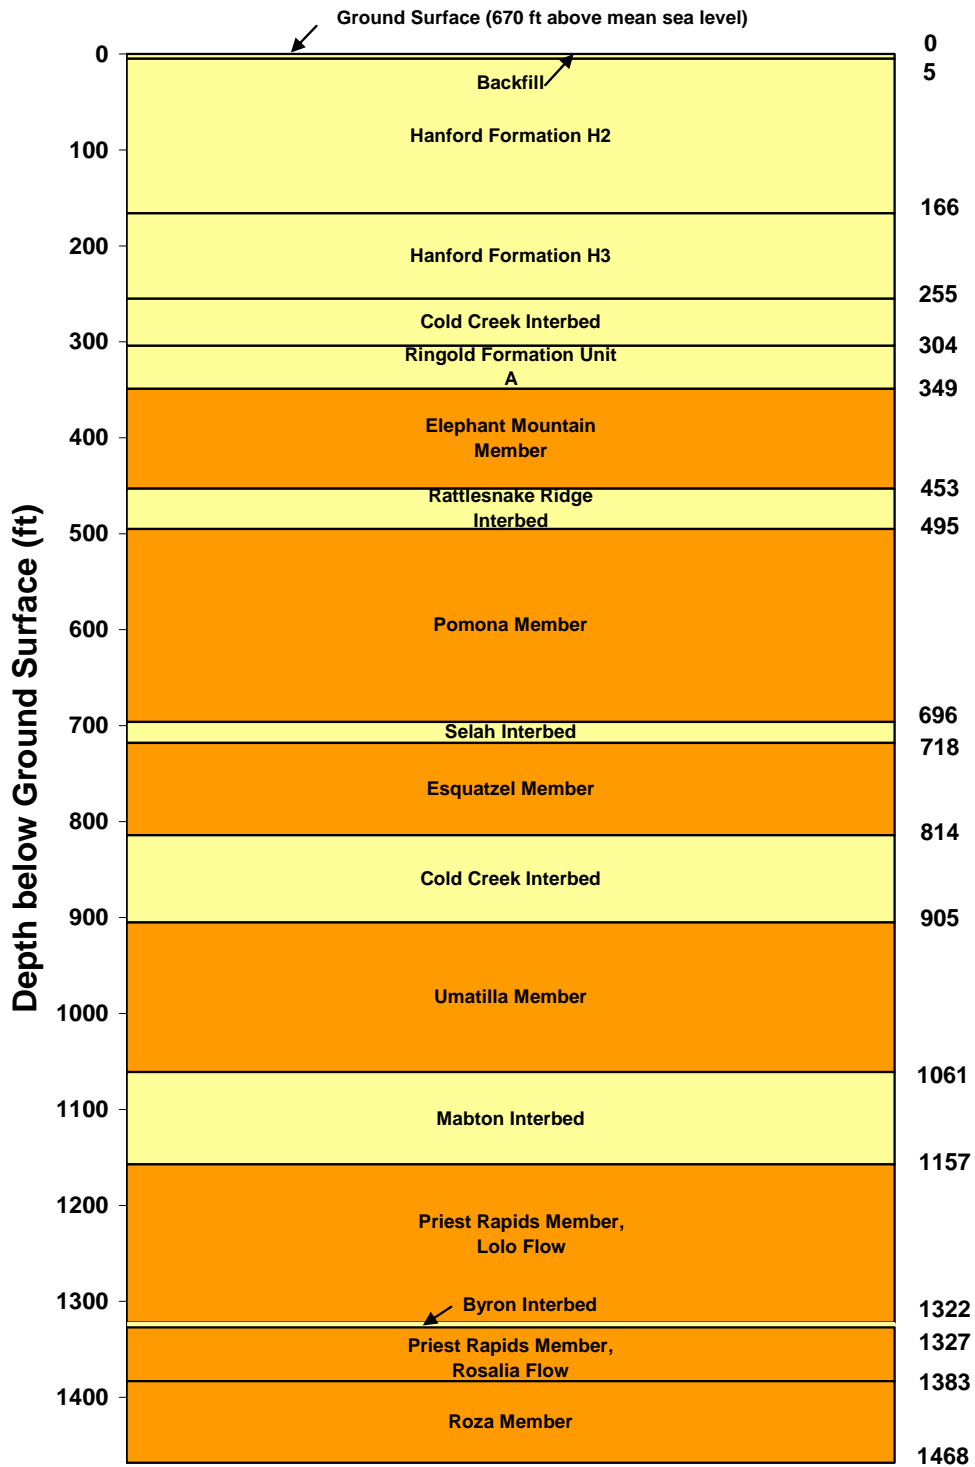 Ground Surface (670 ft above mean sea level)
0
0
5
Backfill
Hanford Formation H2
100
166
200
Hanford Formation H3
255
Cold Creek Interbed
300
304
Ringold Formation Unit
A
349
Elephant Mountain
Member
400
453
Rattlesnake Ridge
Interbed
495
500
Depth below Ground Surface (ft)
Pomona Member
600
696
700
Selah Interbed
718
Esquatzel Member
800
814
Cold Creek Interbed
900
905
Umatilla Member
1000
1061
1100
Mabton Interbed
1157
1200
Priest Rapids Member,
Lolo Flow
1300
Byron Interbed
1322
1327
Priest Rapids Member,
Rosalia Flow
1383
1400
Roza Member
1468